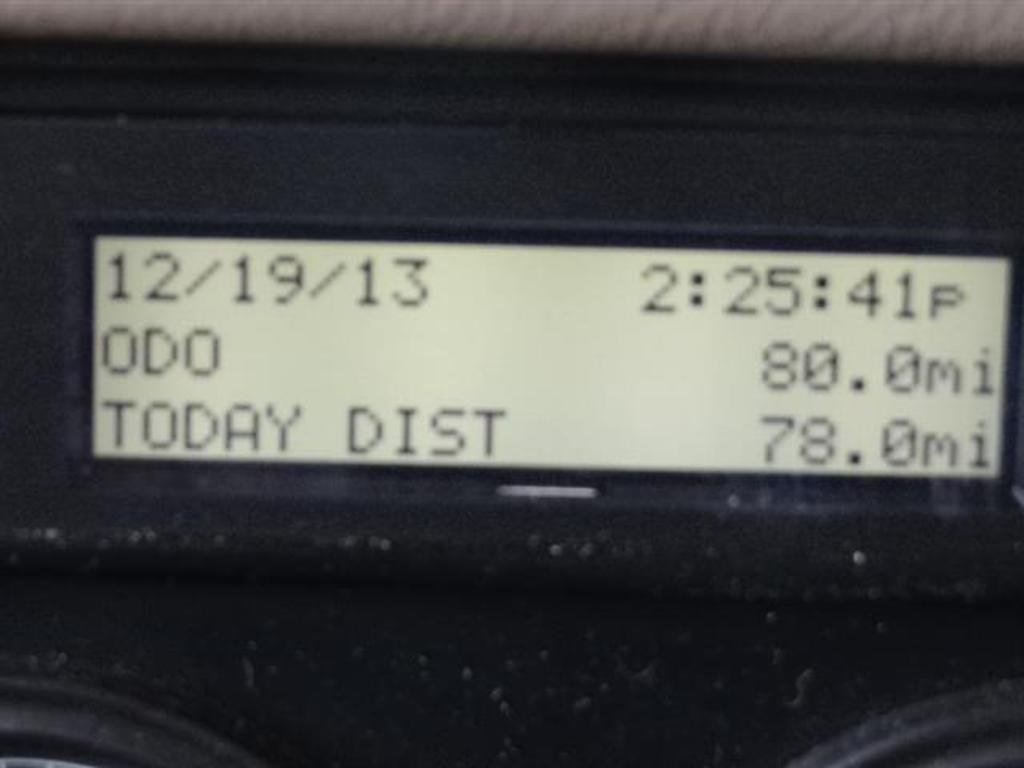 12/19/13 2:25:41P
ODO 80.0mi
TODAY DIST 78.0mi